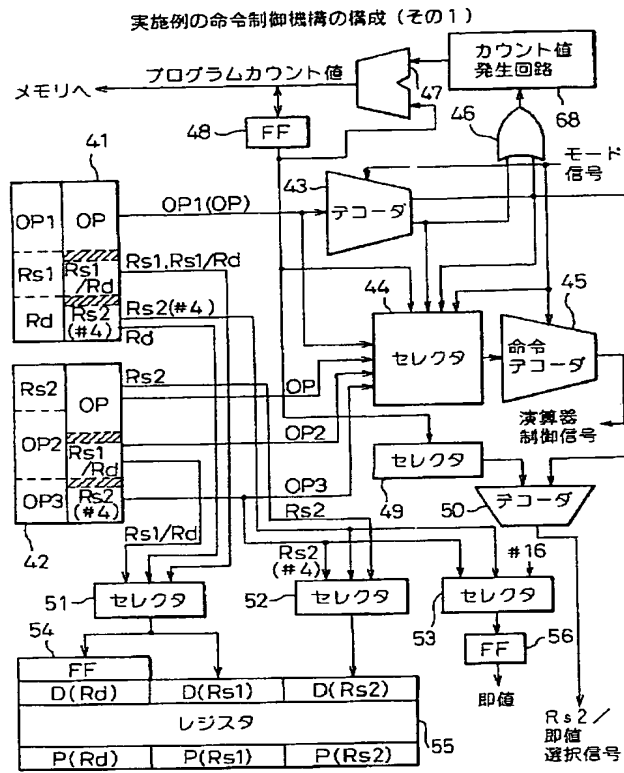 実施例の命令制御機構の構成（その1）
プログラムカウント値
メモリへ
カウント値
発生回路
47
46
68
48
FF
モード
信号
41
43
デコーダ
OP1
OP
OP1(OP)
Rs1
Rs1
/Rd
Rs1,Rs1/Rd
Rd
Rs2
(#4)
Rs2(#4)
Rd
44
セレクタ
45
命令
デコーダ
Rs2
OP
Rs2
OP
OP2
Rs1
/Rd
OP2
OP3
Rs2
(#4)
OP3
42
演算器
制御信号
セレクタ
49
デコーダ
50
Rs2
Rs1/Rd
Rs2
(#4)
#16
51
セレクタ
52
セレクタ
53
セレクタ
54
FF
FF
56
D(Rd)
D(Rs1)
D(Rs2)
即値
レジスタ
55
P(Rd)
P(Rs1)
P(Rs2)
Rs2/
即値
選択信号